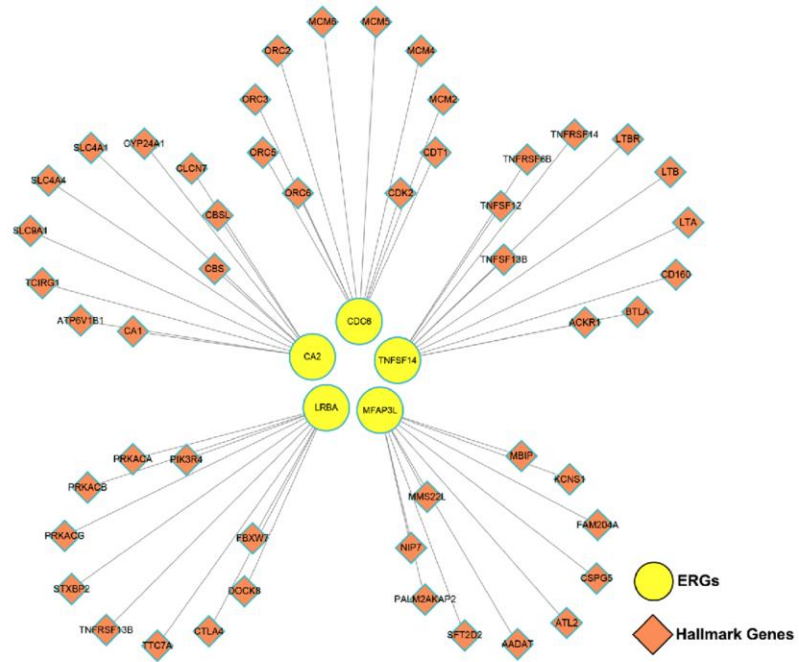 MCM6
MCM5
ORC2
MCM4
ORC3
MCM2
ORC5
CDT1
ORC6
CDK2
SLC4A1
CYP24A1
CLCN7
SLC4A4
CBSL
SLC9A1
CBS
TCIRG1
ATP6V1B1
CA1
TNFRSF14
LTBR
TNFRSF6B
LTB
TNFSF12
LTA
TNFSF13B
CD160
BTLA
ACKR1
CDC6
CA2
TNFSF14
LRBA
MFAP3L
PRKACA
PIK3R4
PRKACB
PRKACG
FBXW7
STXBP2
DOCK8
TNFRSF13B
CTLA4
TTC7A
MBIP
KCNS1
MMS22L
FAM204A
NIP7
CSPG5
PALM2AKAP2
ATL2
SFT2D2
AADAT
ERGs
Hallmark Genes